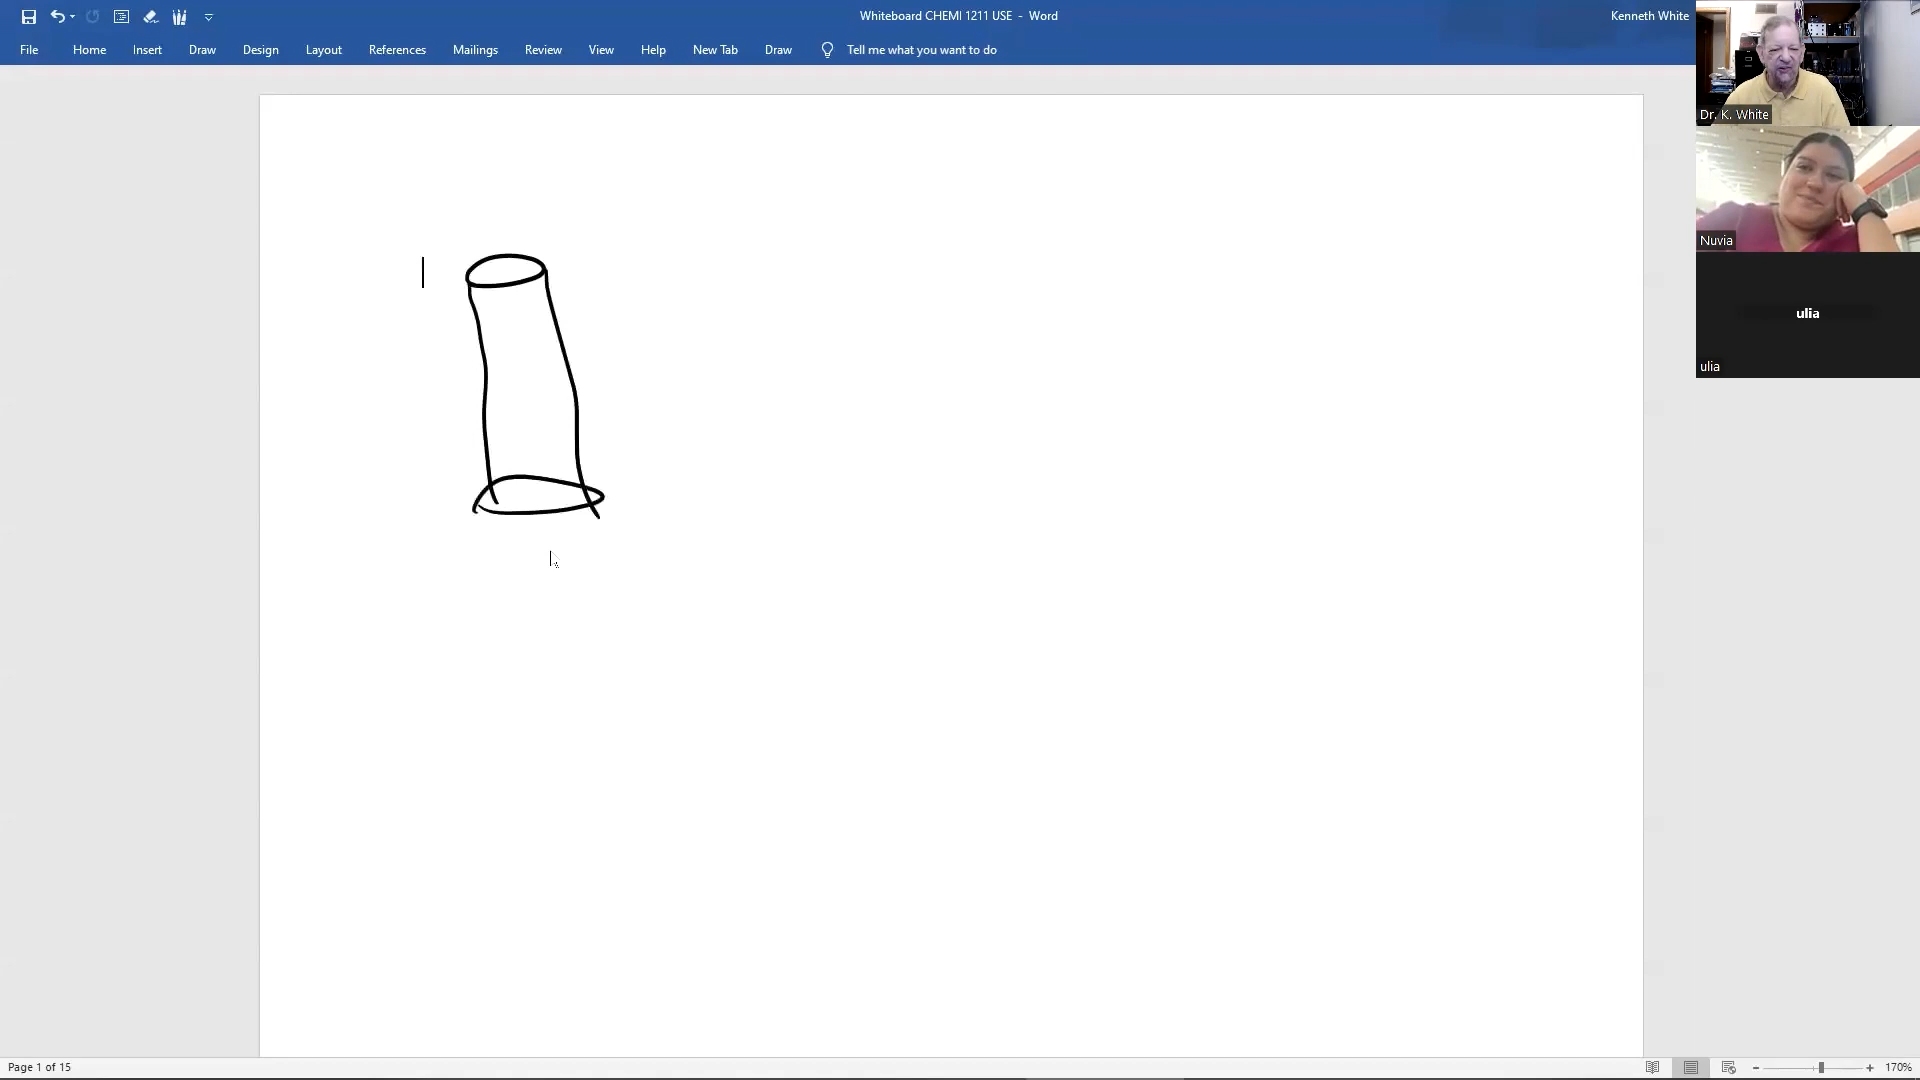 Whiteboard CHEMI 1211 USE - Word
Kenneth White
File Home Insert Draw Design Layout References Mailings Review View Help New Tab Draw Tell me what you want to do
Dr. K. White
Nuvia
ulia
ulia
Page 1 of 15
170%